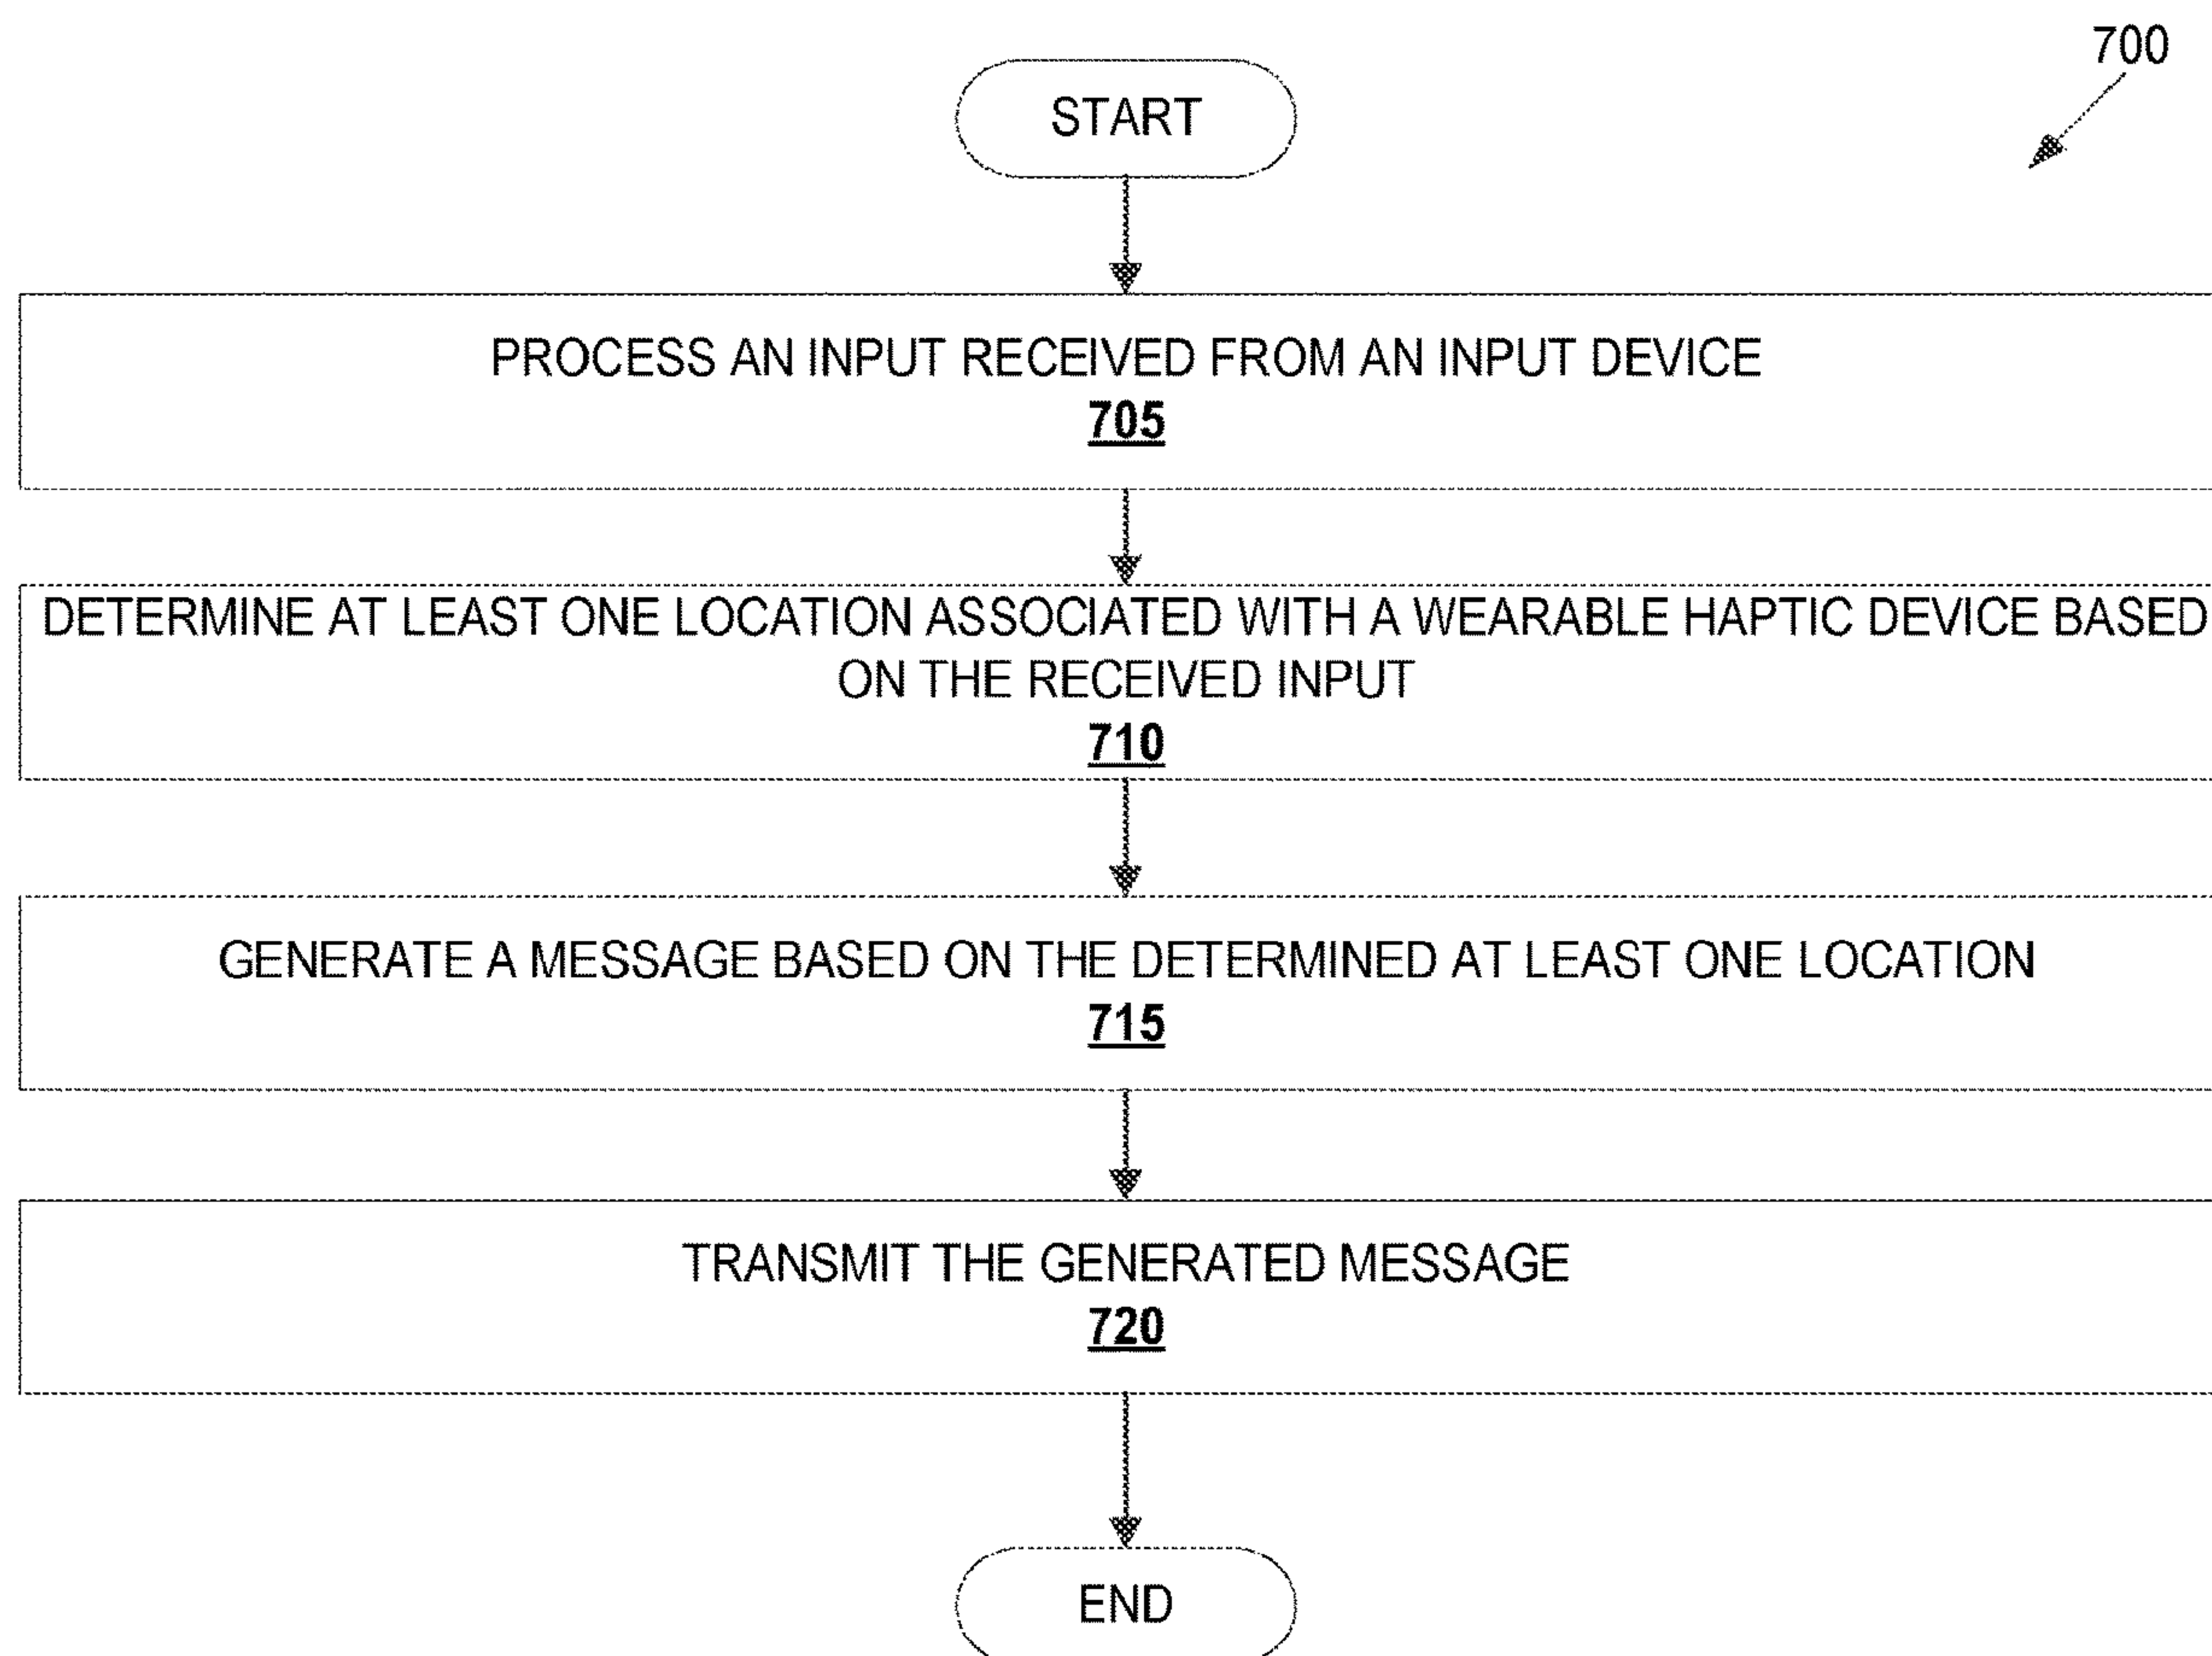 700
START
PROCESS AN INPUT RECEIVED FROM AN INPUT DEVICE
705
DETERMINE AT LEAST ONE LOCATION ASSOCIATED WITH A WEARABLE HAPTIC DEVICE BASED
ON THE RECEIVED INPUT
710
GENERATE A MESSAGE BASED ON THE DETERMINED AT LEAST ONE LOCATION
715
TRANSMIT THE GENERATED MESSAGE
720
END